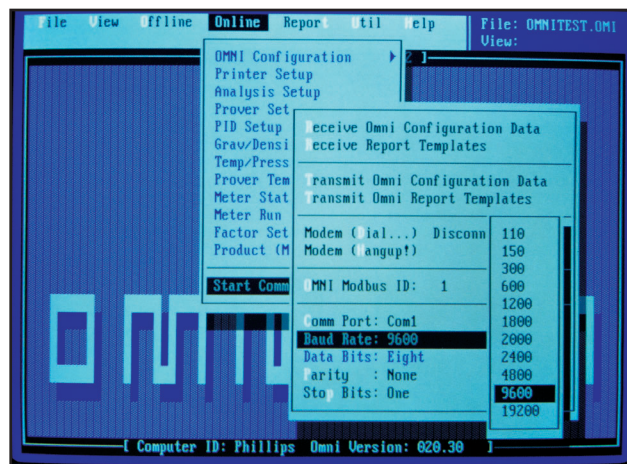 File View Offline Online Report Util Help File: OMNITEST.OMI
View:
OMNI Configuration
Printer Setup
Analysis Setup
Prover Set
PID Setup
Grav/Densi
Temp/Press
Prover Tem
Meter Stat
Meter Run
Factor Set
Product (M
Start Comm
2 ]
Receive Omni Configuration Data
Receive Report Templates
Transmit Omni Configuration Data
Transmit Omni Report Templates
Modem (Dial...) Disconn
Modem (Hangup!)
OMNI Modbus ID: 1
Comm Port: Com1
Baud Rate: 9600
Data Bits: Eight
Parity : None
Stop Bits: One
110
150
300
600
1200
1800
2000
2400
4800
9600
19200
[ Computer ID: Phillips Omni Version: 020.30 ]